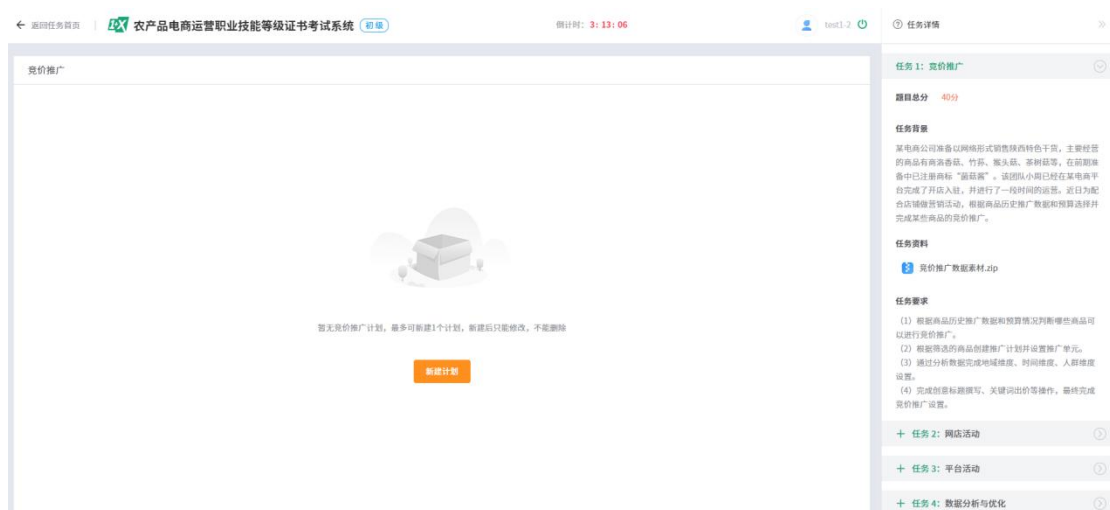 ← 返回任务首页
农产品电商运营职业技能等级证书考试系统 初级
倒计时: 3: 13: 06
test1-2
任务详情
竞价推广
暂无竞价推广计划，最多可新建1个计划，新建后只能修改，不能删除
新建计划
任务 1: 竞价推广
题目总分 40分
任务背景
某电商公司准备以网络形式销售陕西特色干货，主要经营
的商品有商洛香菇、竹荪、猴头菇、茶树菇等，在前期准
备中已注册商标“菌菇酱”。该团队小周已经在某电商平
台完成了开店入驻，并进行了一段时间的运营。近日为配
合店铺做营销活动，根据商品历史推广数据和预算选择并
完成某些商品的竞价推广。
任务资料
竞价推广数据素材.zip
任务要求
（1）根据商品历史推广数据和预算情况判断哪些商品可
以进行竞价推广。
（2）根据筛选的商品创建推广计划并设置推广单元。
（3）通过分析数据完成地域维度、时间维度、人群维度
设置。
（4）完成创意标题撰写、关键词出价等操作，最终完成
竞价推广设置。
+ 任务 2: 网店活动
+ 任务 3: 平台活动
+ 任务 4: 数据分析与优化